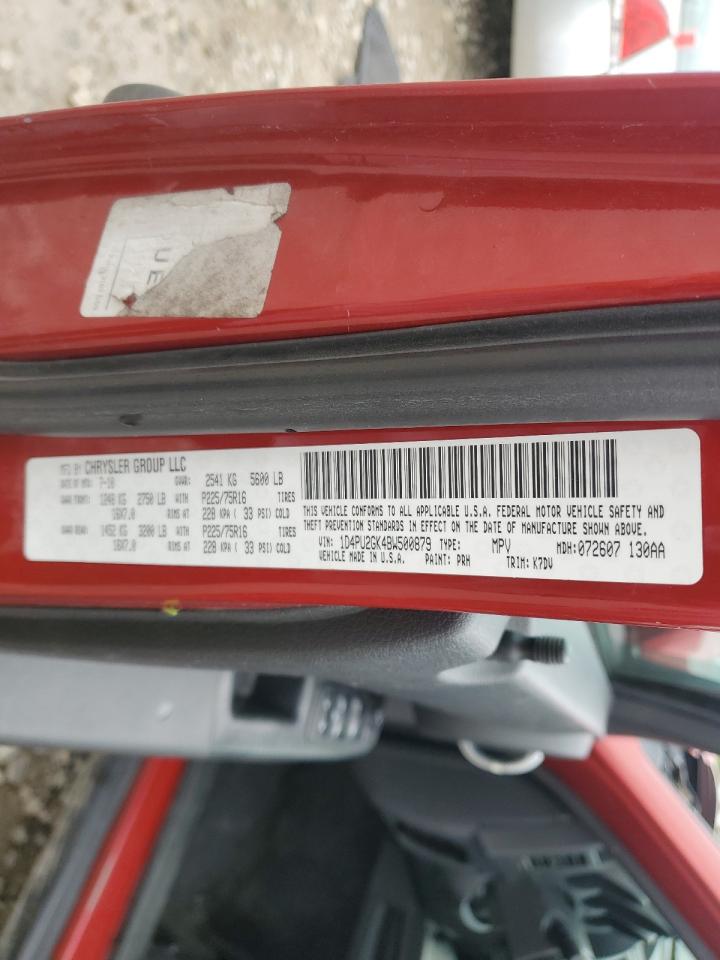 UE
MFD BY CHRYSLER GROUP LLC
DATE OF MFR: 7-10 GVWR: 2541 KG 5600 LB
GAWR FRONT: 1248 KG 2750 LB WITH P225/75R16 TIRES
16X7.0 RIMS AT 228 KPA ( 33 PSI) COLD
GAWR REAR: 1452 KG 3200 LB WITH P225/75R16 TIRES
16X7.0 RIMS AT 228 KPA ( 33 PSI) COLD
THIS VEHICLE CONFORMS TO ALL APPLICABLE U.S.A. FEDERAL MOTOR VEHICLE SAFETY AND
THEFT PREVENTION STANDARDS IN EFFECT ON THE DATE OF MANUFACTURE SHOWN ABOVE.
VIN: 1D4PU2GK4BW500879 TYPE: MPV MDH: 072607 130AA
VEHICLE MADE IN U.S.A. PAINT: PRH TRIM: K7DV